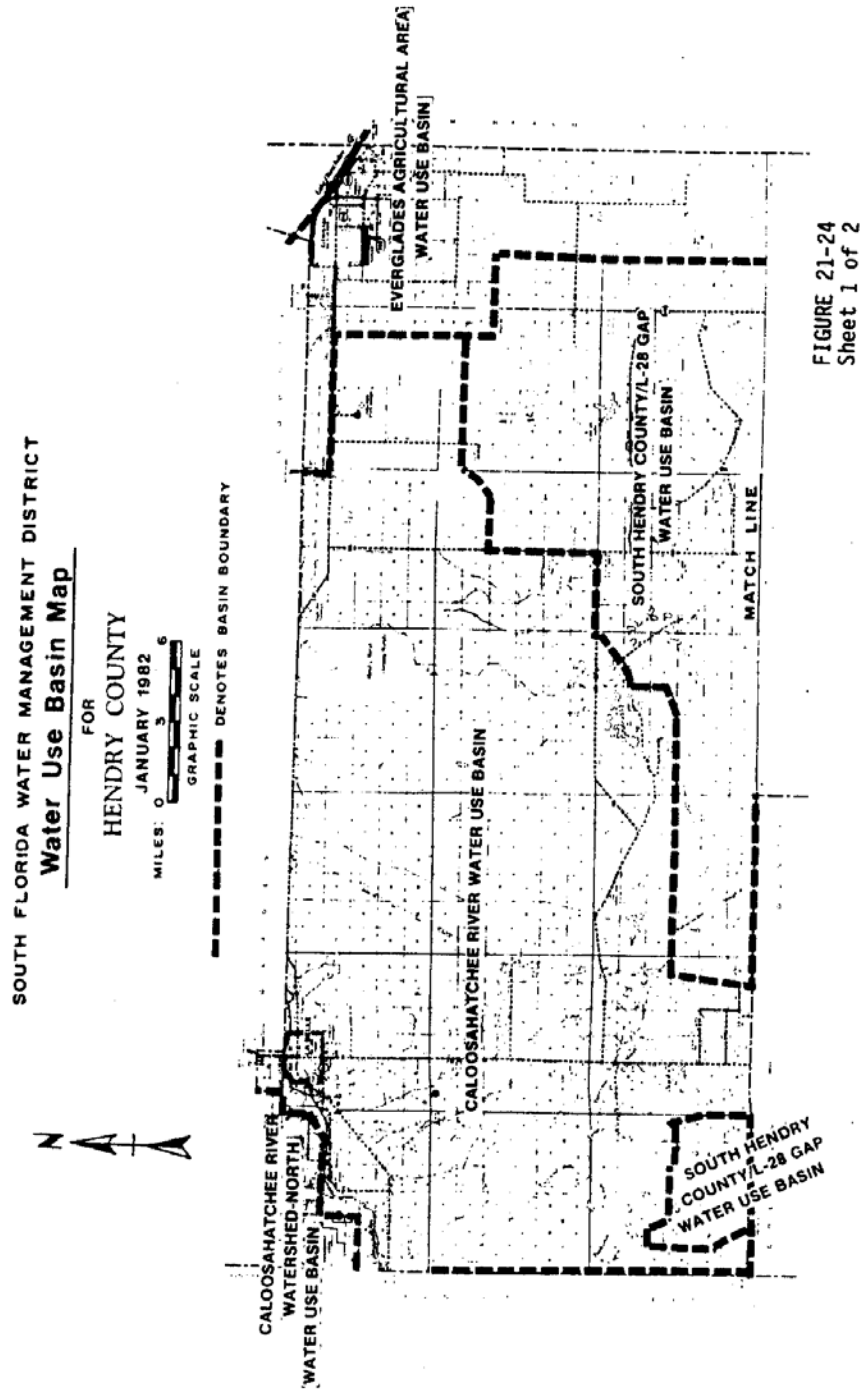 SOUTH FLORIDA WATER MANAGEMENT DISTRICT
Water Use Basin Map
FOR
HENDRY COUNTY
JANUARY 1982
MILES: 0 3 6
GRAPHIC SCALE
DENOTES BASIN BOUNDARY
N
CALOOSAHATCHEE RIVER
WATERSHED-NORTH
WATER USE BASIN
EVERGLADES AGRICULTURAL AREA
WATER USE BASIN
CALOOSAHATCHEE RIVER WATER USE BASIN
SOUTH HENDRY COUNTY/L-28 GAP
WATER USE BASIN
SOUTH HENDRY
COUNTY/L-28 GAP
WATER USE BASIN
MATCH LINE
FIGURE 21-24
Sheet 1 of 2